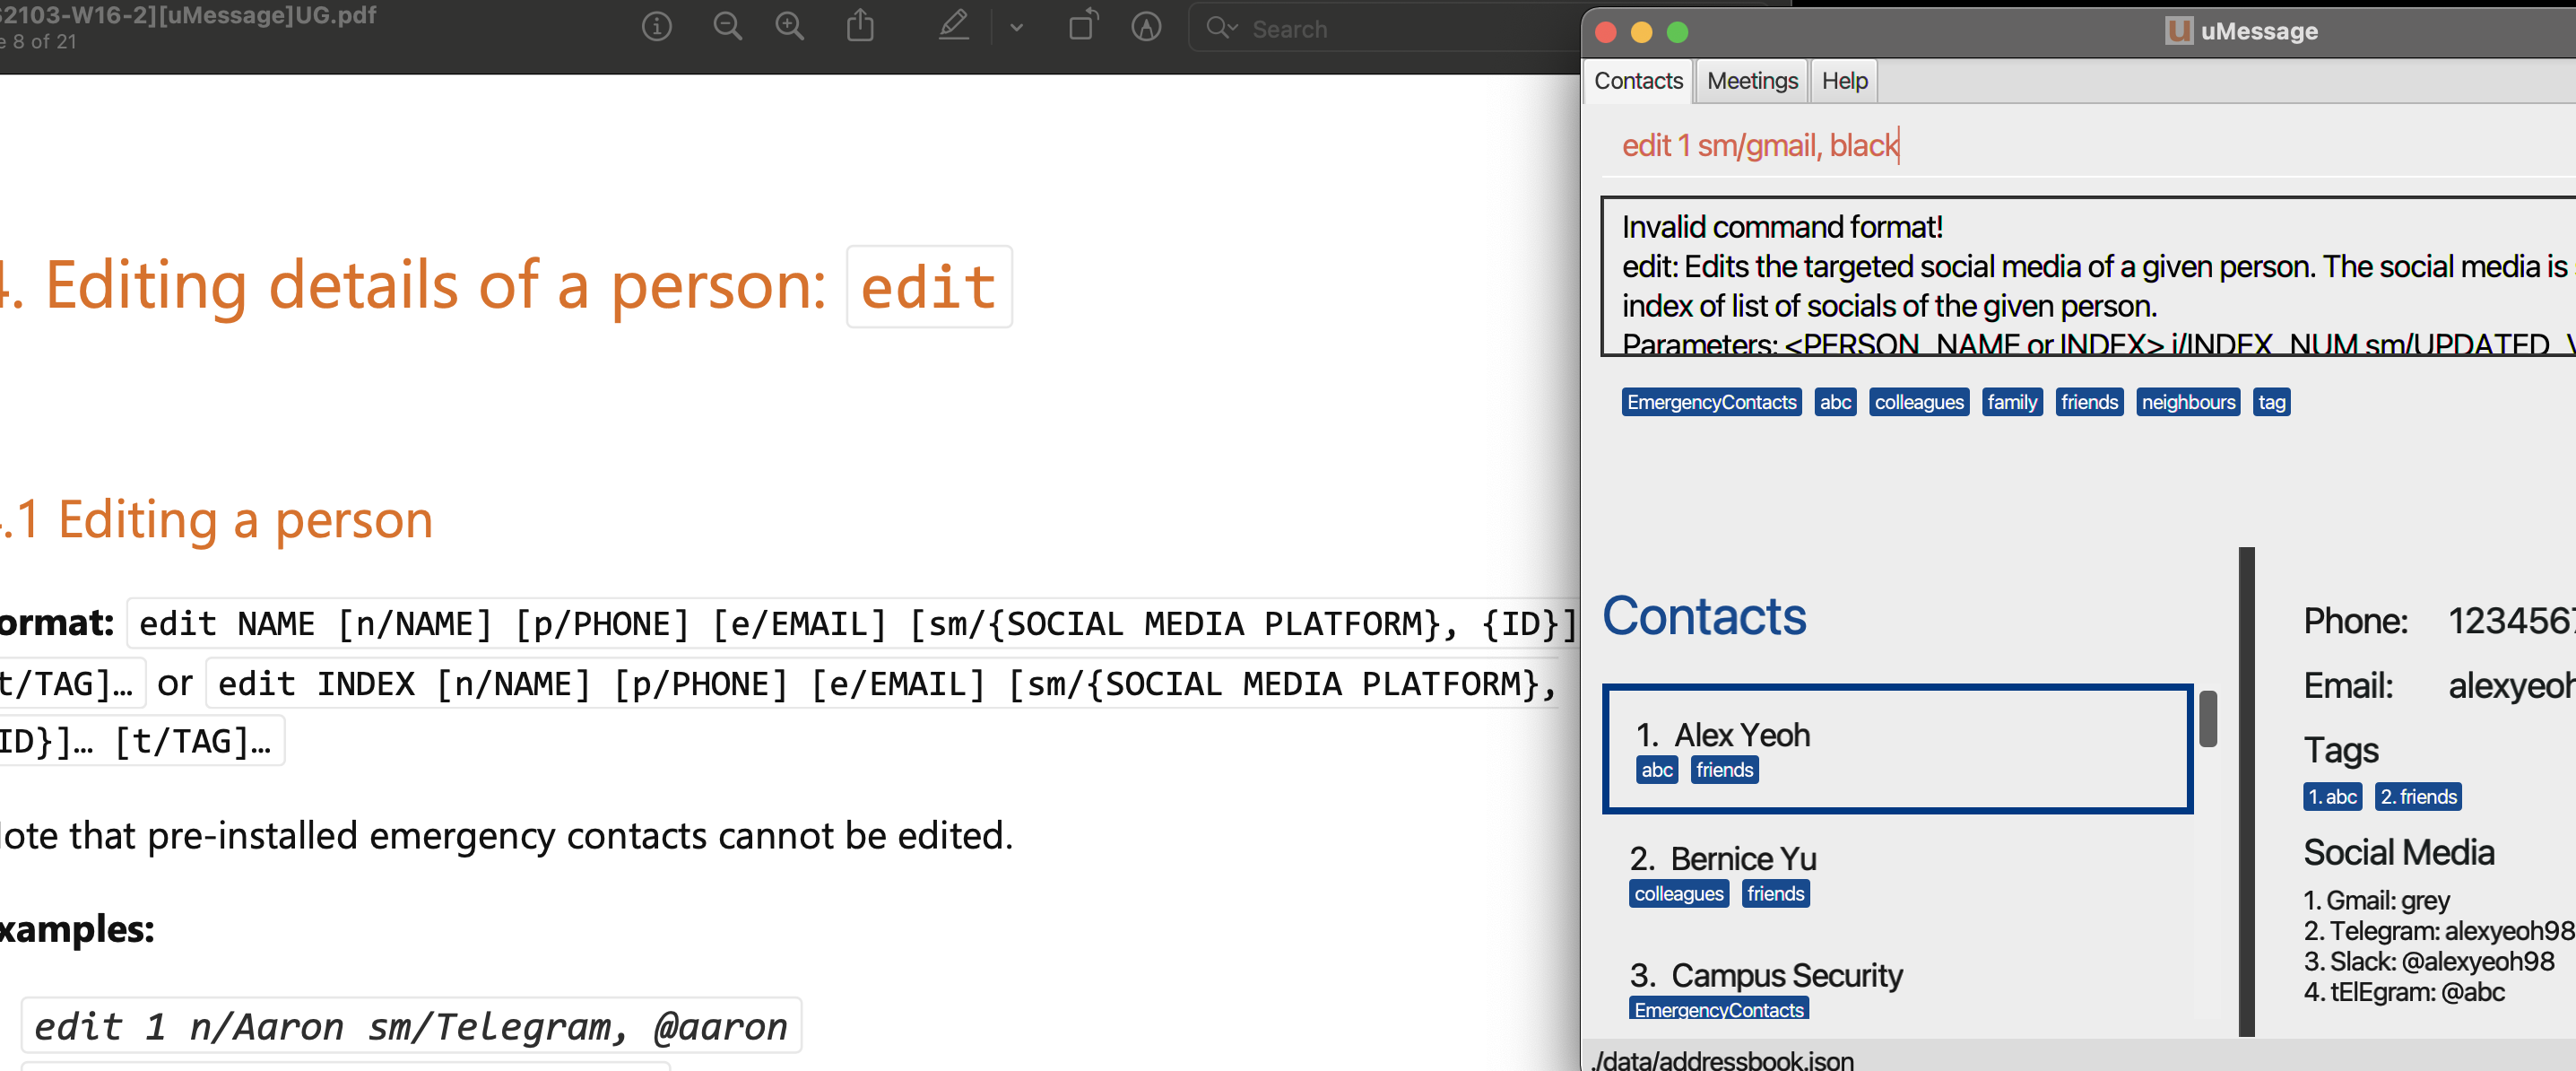 S2103-W16-2][uMessage]UG.pdf
e 8 of 21
Search
4. Editing details of a person: edit
.1 Editing a person
ormat: edit NAME [n/NAME] [p/PHONE] [e/EMAIL] [sm/{SOCIAL MEDIA PLATFORM}, {ID}]
t/TAG]… or edit INDEX [n/NAME] [p/PHONE] [e/EMAIL] [sm/{SOCIAL MEDIA PLATFORM},
ID}]… [t/TAG]…
ote that pre-installed emergency contacts cannot be edited.
xamples:
edit 1 n/Aaron sm/Telegram, @aaron
u uMessage
Contacts Meetings Help
edit 1 sm/gmail, black
Invalid command format!
edit: Edits the targeted social media of a given person. The social media is
index of list of socials of the given person.
Parameters: <PERSON_NAME or INDEX> i/INDEX_NUM sm/UPDATED_V
EmergencyContacts abc colleagues family friends neighbours tag
Contacts
1. Alex Yeoh
abc friends
2. Bernice Yu
colleagues friends
3. Campus Security
EmergencyContacts
Phone: 1234567
Email: alexyeoh
Tags
1. abc 2. friends
Social Media
1. Gmail: grey
2. Telegram: alexyeoh98
3. Slack: @alexyeoh98
4. tElEgram: @abc
./data/addressbook.json